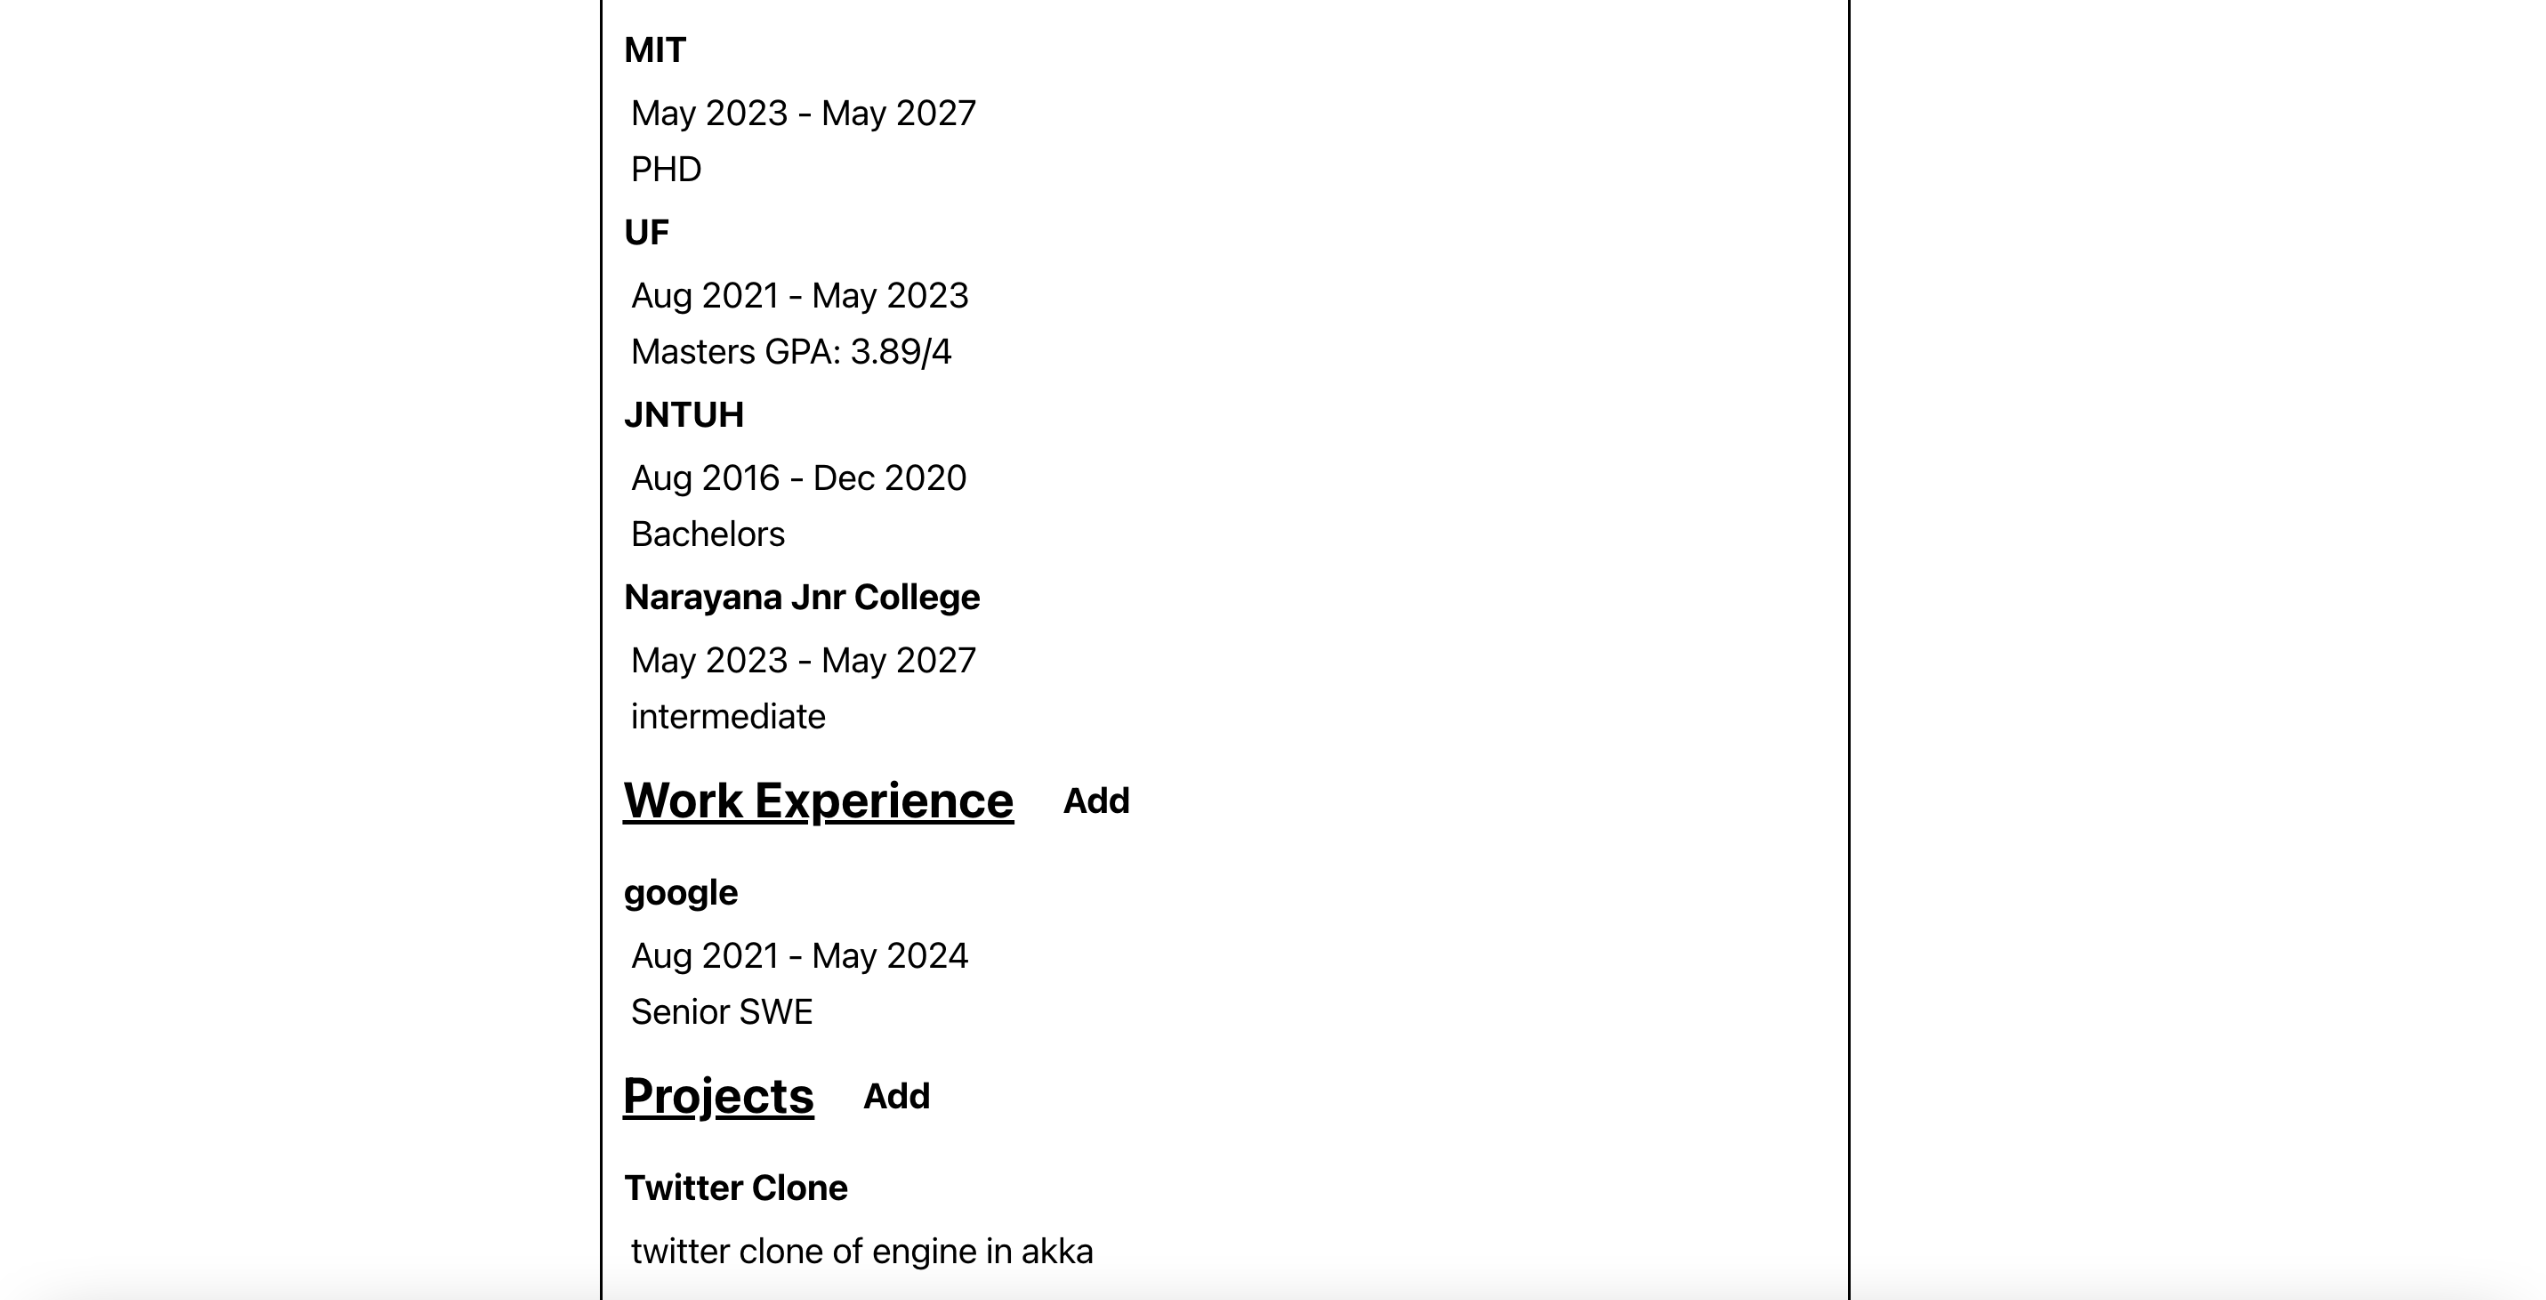 MIT
May 2023 - May 2027
PHD
UF
Aug 2021 - May 2023
Masters GPA: 3.89/4
JNTUH
Aug 2016 - Dec 2020
Bachelors
Narayana Jnr College
May 2023 - May 2027
intermediate
Work Experience Add
google
Aug 2021 - May 2024
Senior SWE
Projects Add
Twitter Clone
twitter clone of engine in akka